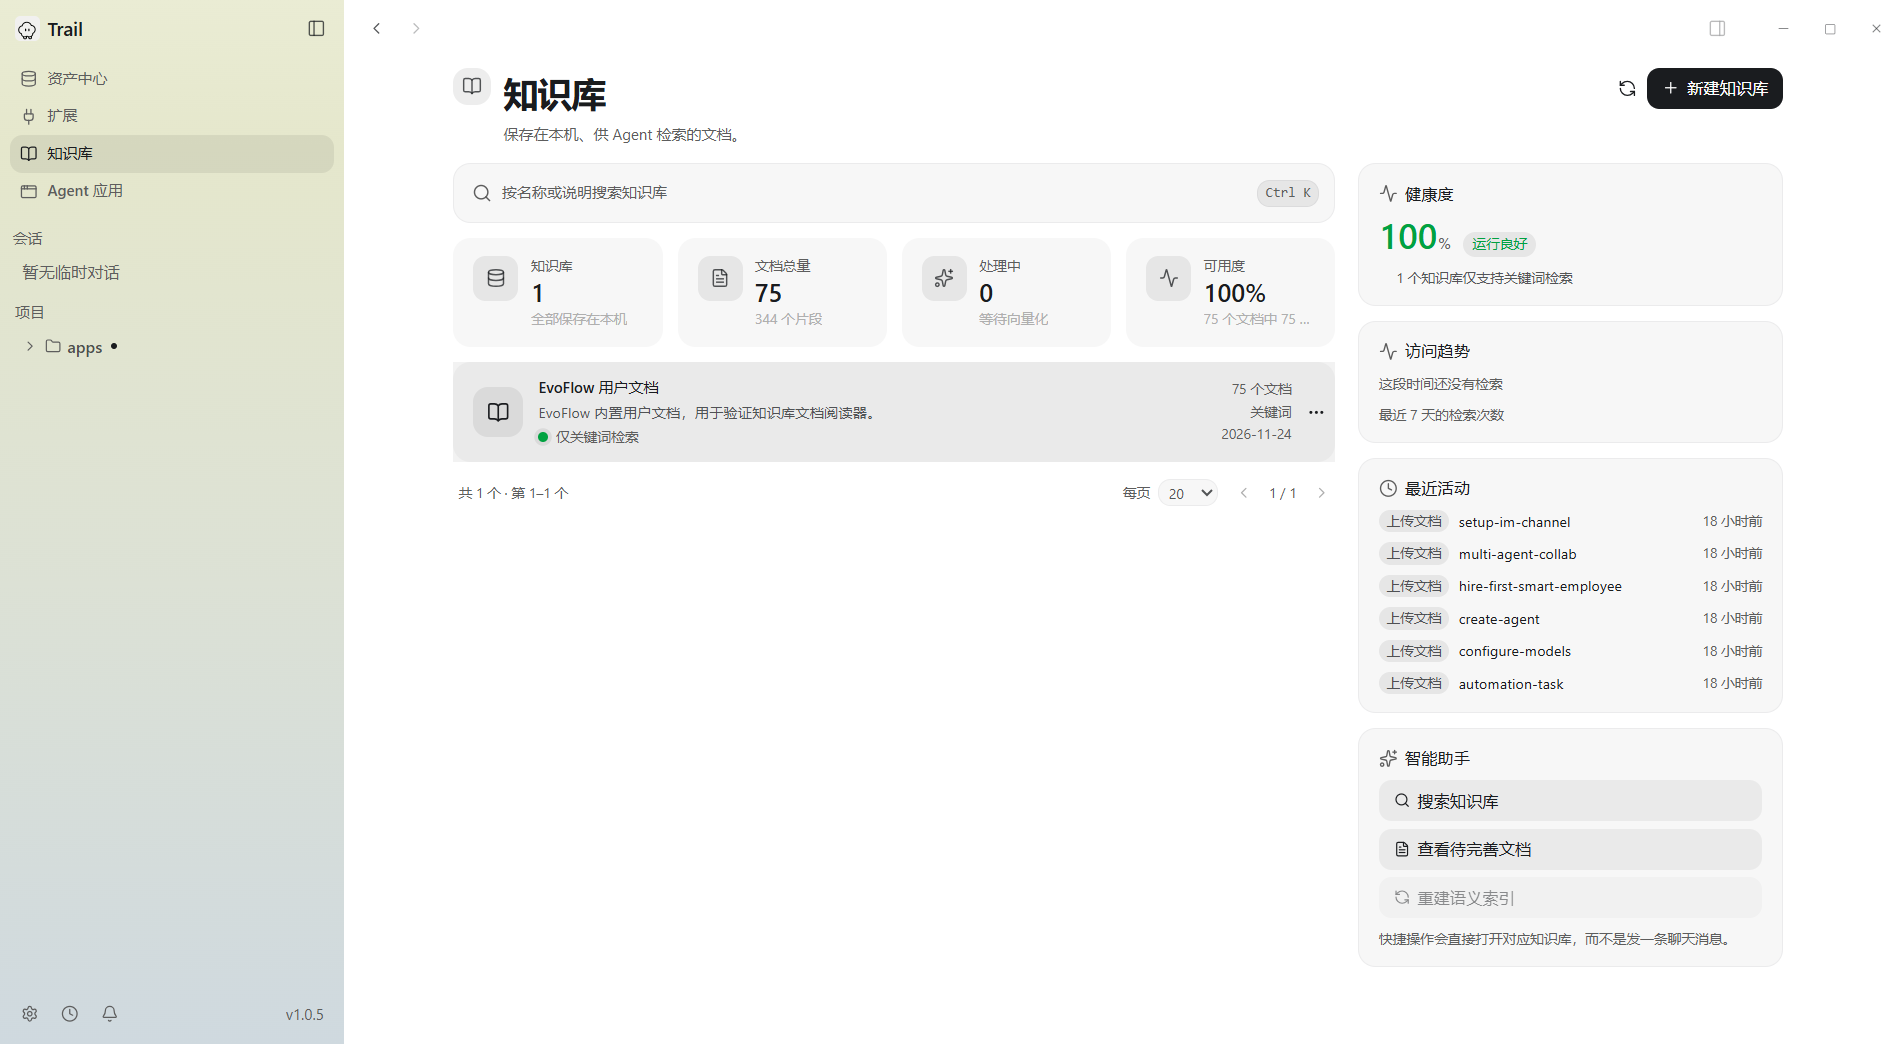 Trail
资产中心
扩展
知识库
Agent 应用
会话
暂无临时对话
项目
apps
v1.0.5
知识库
保存在本机、供 Agent 检索的文档。
新建知识库
按名称或说明搜索知识库
Ctrl K
知识库
1
全部保存在本机
文档总量
75
344 个片段
处理中
0
等待向量化
可用度
100%
75 个文档中 75 ...
EvoFlow 用户文档
EvoFlow 内置用户文档，用于验证知识库文档阅读器。
仅关键词检索
75 个文档
关键词
2026-11-24
共 1 个 · 第 1–1 个
每页 20 1 / 1
健康度
100% 运行良好
1 个知识库仅支持关键词检索
访问趋势
这段时间还没有检索
最近 7 天的检索次数
最近活动
上传文档 setup-im-channel 18 小时前
上传文档 multi-agent-collab 18 小时前
上传文档 hire-first-smart-employee 18 小时前
上传文档 create-agent 18 小时前
上传文档 configure-models 18 小时前
上传文档 automation-task 18 小时前
智能助手
搜索知识库
查看待完善文档
重建语义索引
快捷操作会直接打开对应知识库，而不是发一条聊天消息。